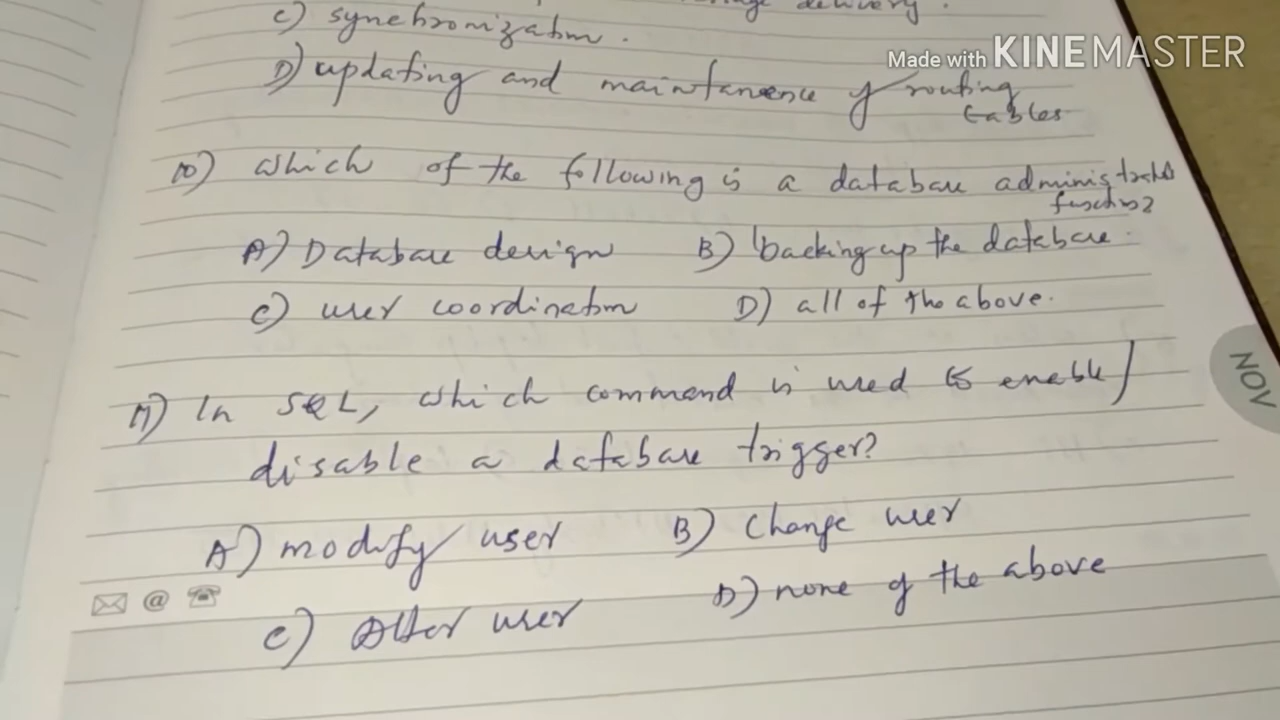 delivery.
C) synchronization.
D) updating and maintanence of routing
tables
10) which of the following is a database administrator
function?
A) Database design B) backing up the database.
C) user coordination D) all of the above.
11) In SQL, which command is used to enable/
disable a database trigger?
A) modify user B) change user
C) Alter user D) none of the above
Made with KINEMASTER
NOV